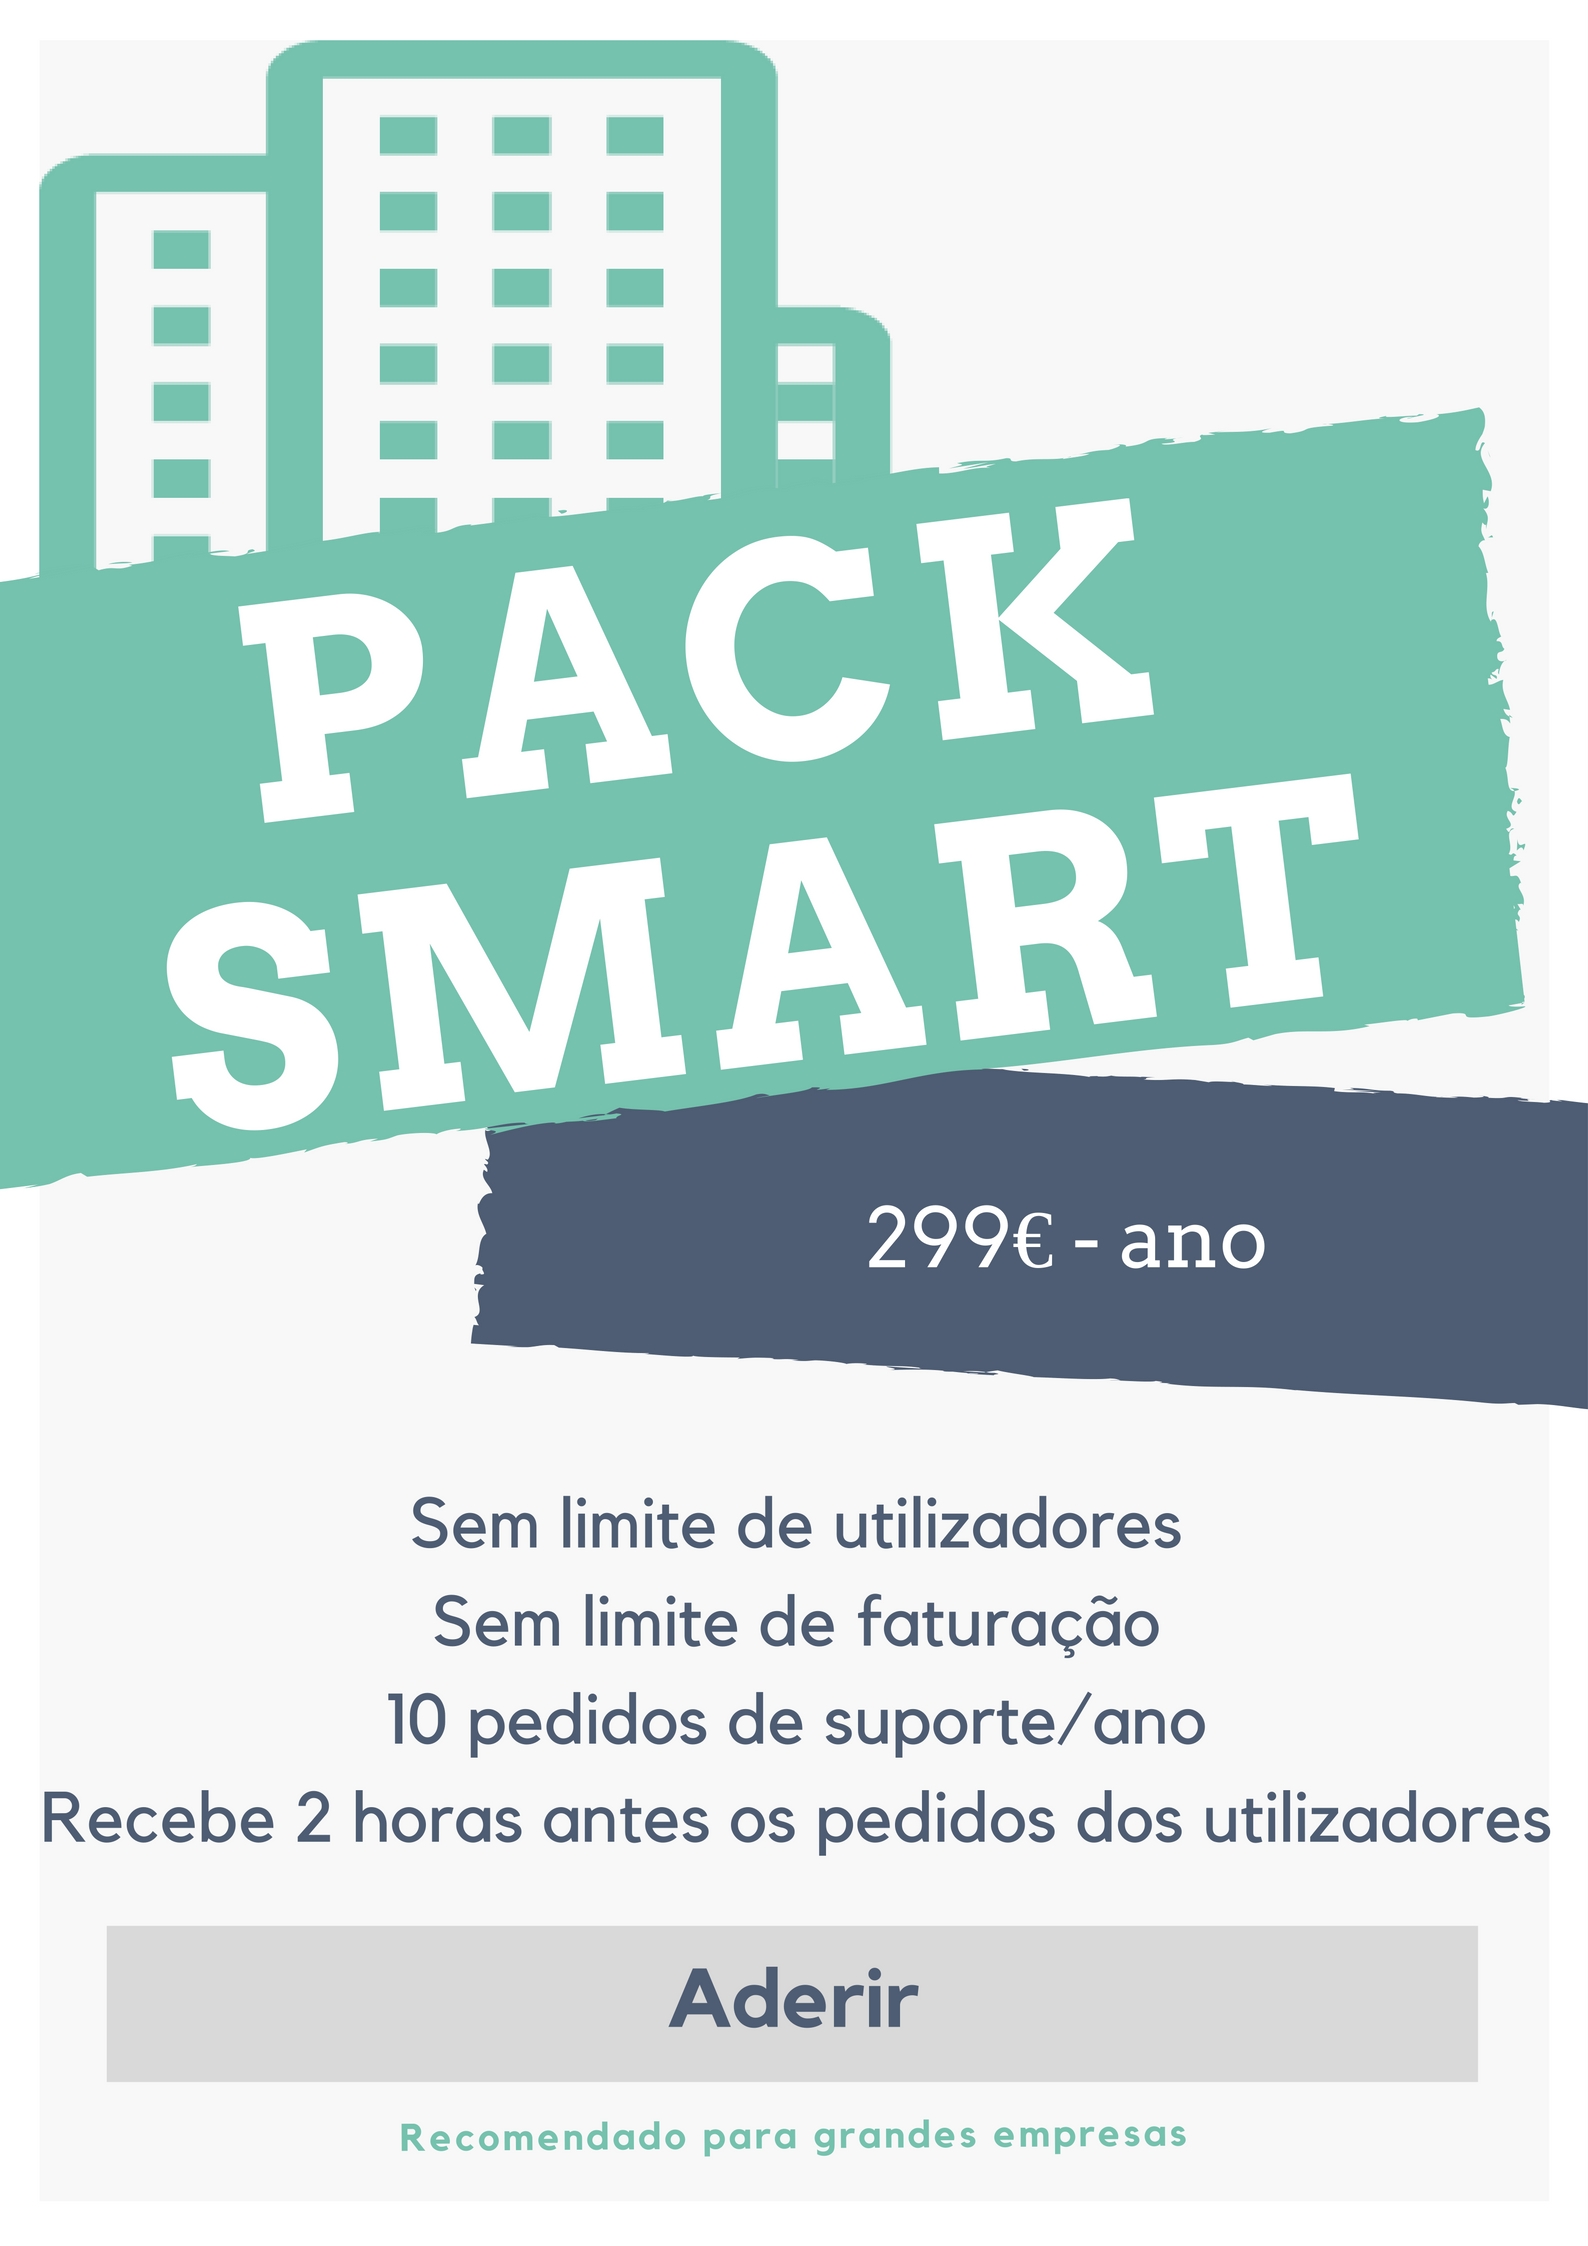 PACK
SMART
299€ - ano
Sem limite de utilizadores
Sem limite de faturação
10 pedidos de suporte/ano
Recebe 2 horas antes os pedidos dos utilizadores
Aderir
Recomendado para grandes empresas